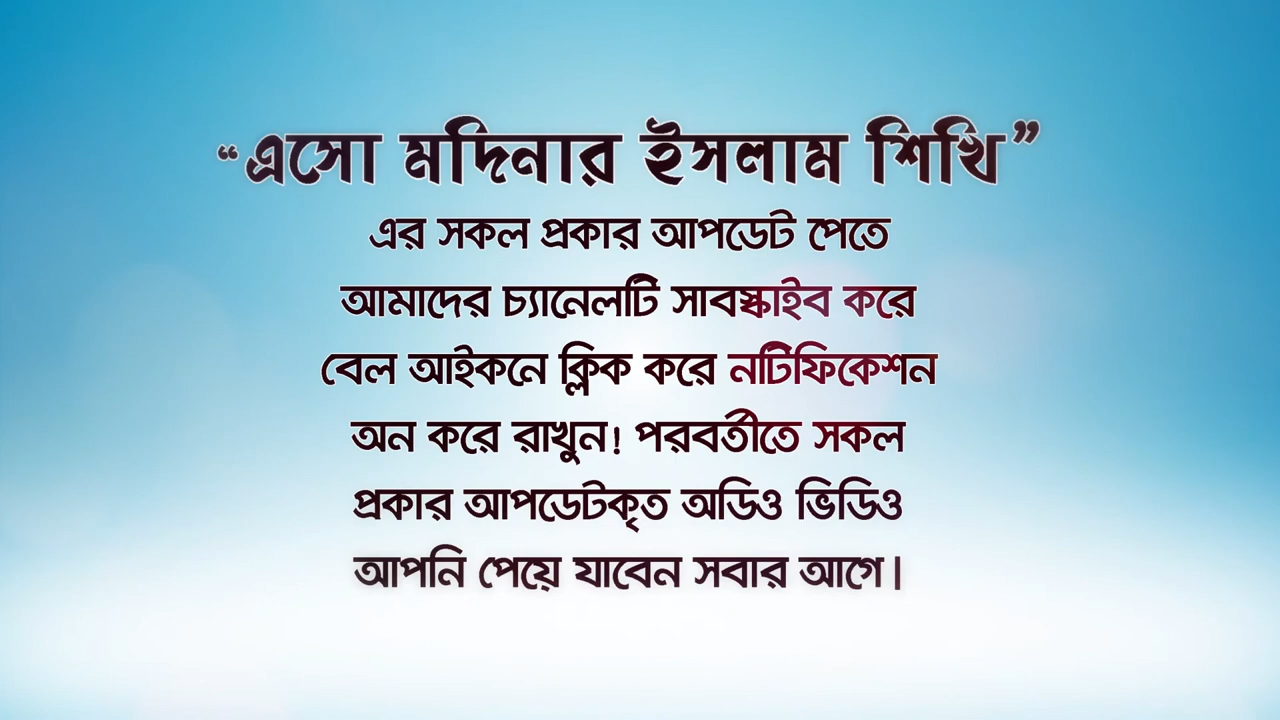 “এসো মদিনার ইসলাম শিখি”
এর সকল প্রকার আপডেট পেতে
আমাদের চ্যানেলটি সাবস্কাইব করে
বেল আইকনে ক্লিক করে নটিফিকেশন
অন করে রাখুন! পরবর্তীতে সকল
প্রকার আপডেটকৃত অডিও ভিডিও
আপনি পেয়ে যাবেন সবার আগে।